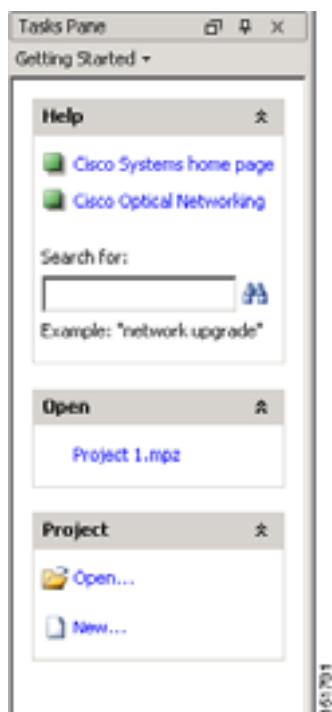 Tasks Pane
Getting Started
Help
Cisco Systems home page
Cisco Optical Networking
Search for:
Example: "network upgrade"
Open
Project 1.mpz
Project
Open...
New...
151701